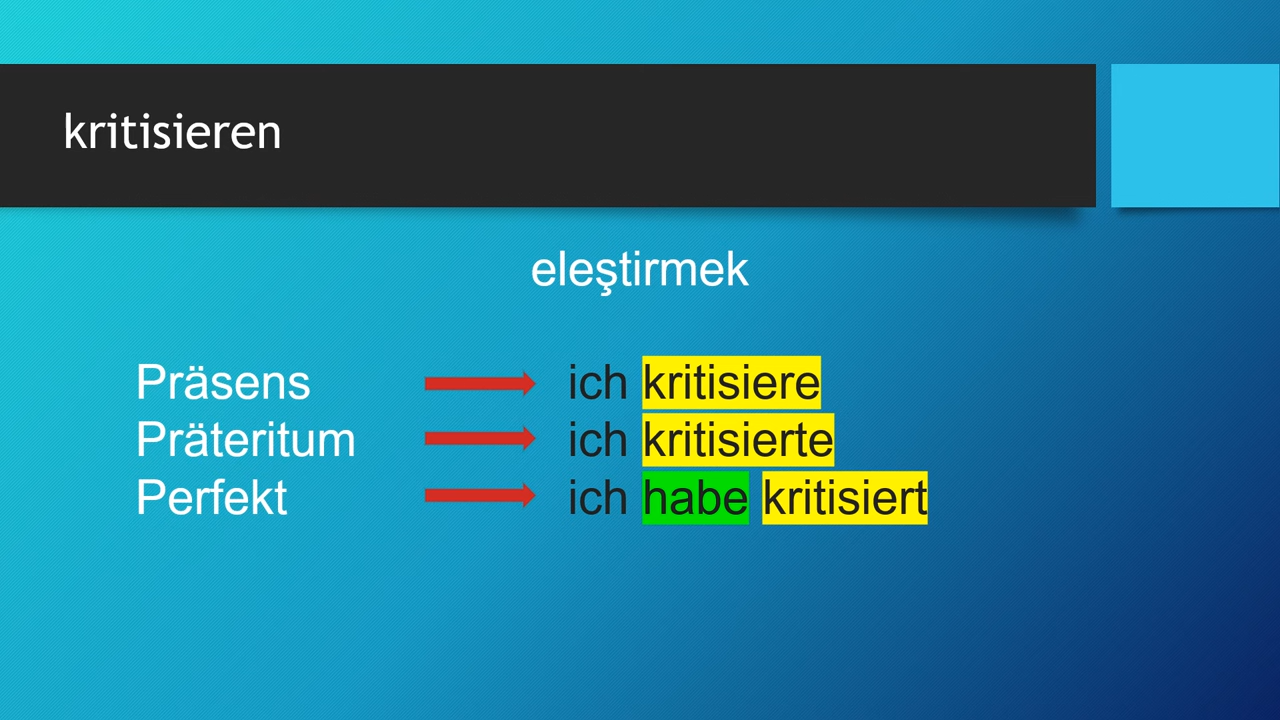 kritisieren
eleştirmek
Präsens ich kritisiere
Präteritum ich kritisierte
Perfekt ich habe kritisiert